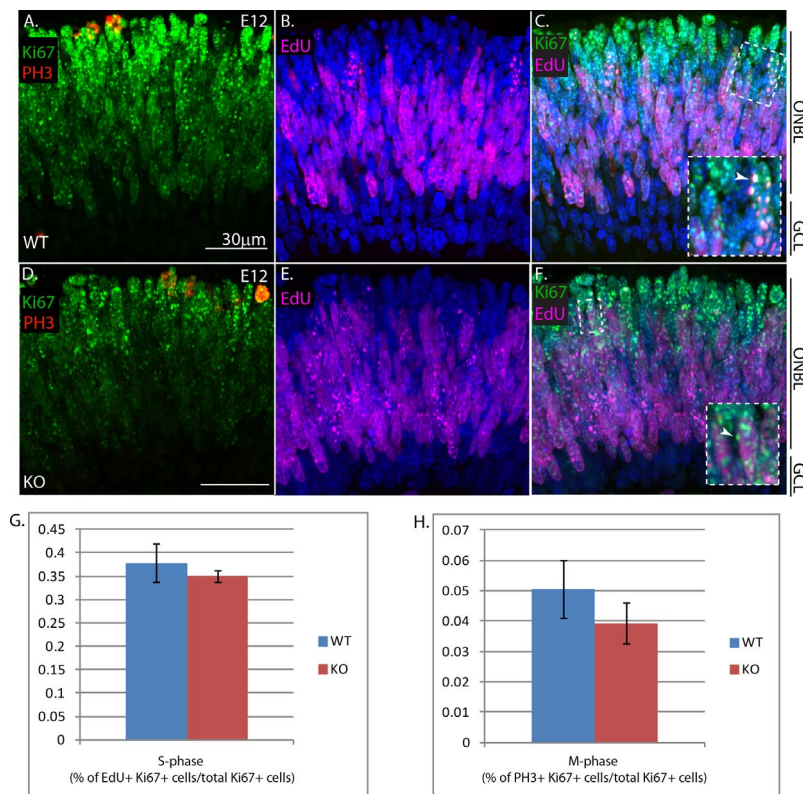 A.
E12
Ki67
PH3
WT
30µm
B.
EdU
C.
Ki67
EdU
ONBL
GCL
D.
E12
Ki67
PH3
KO
E.
EdU
F.
Ki67
EdU
ONBL
GCL
G.
0.45
0.4
0.35
0.3
0.25
0.2
0.15
0.1
0.05
0
WT
KO
S-phase
(% of EdU+ Ki67+ cells/total Ki67+ cells)
H.
0.07
0.06
0.05
0.04
0.03
0.02
0.01
0
WT
KO
M-phase
(% of PH3+ Ki67+ cells/total Ki67+ cells)